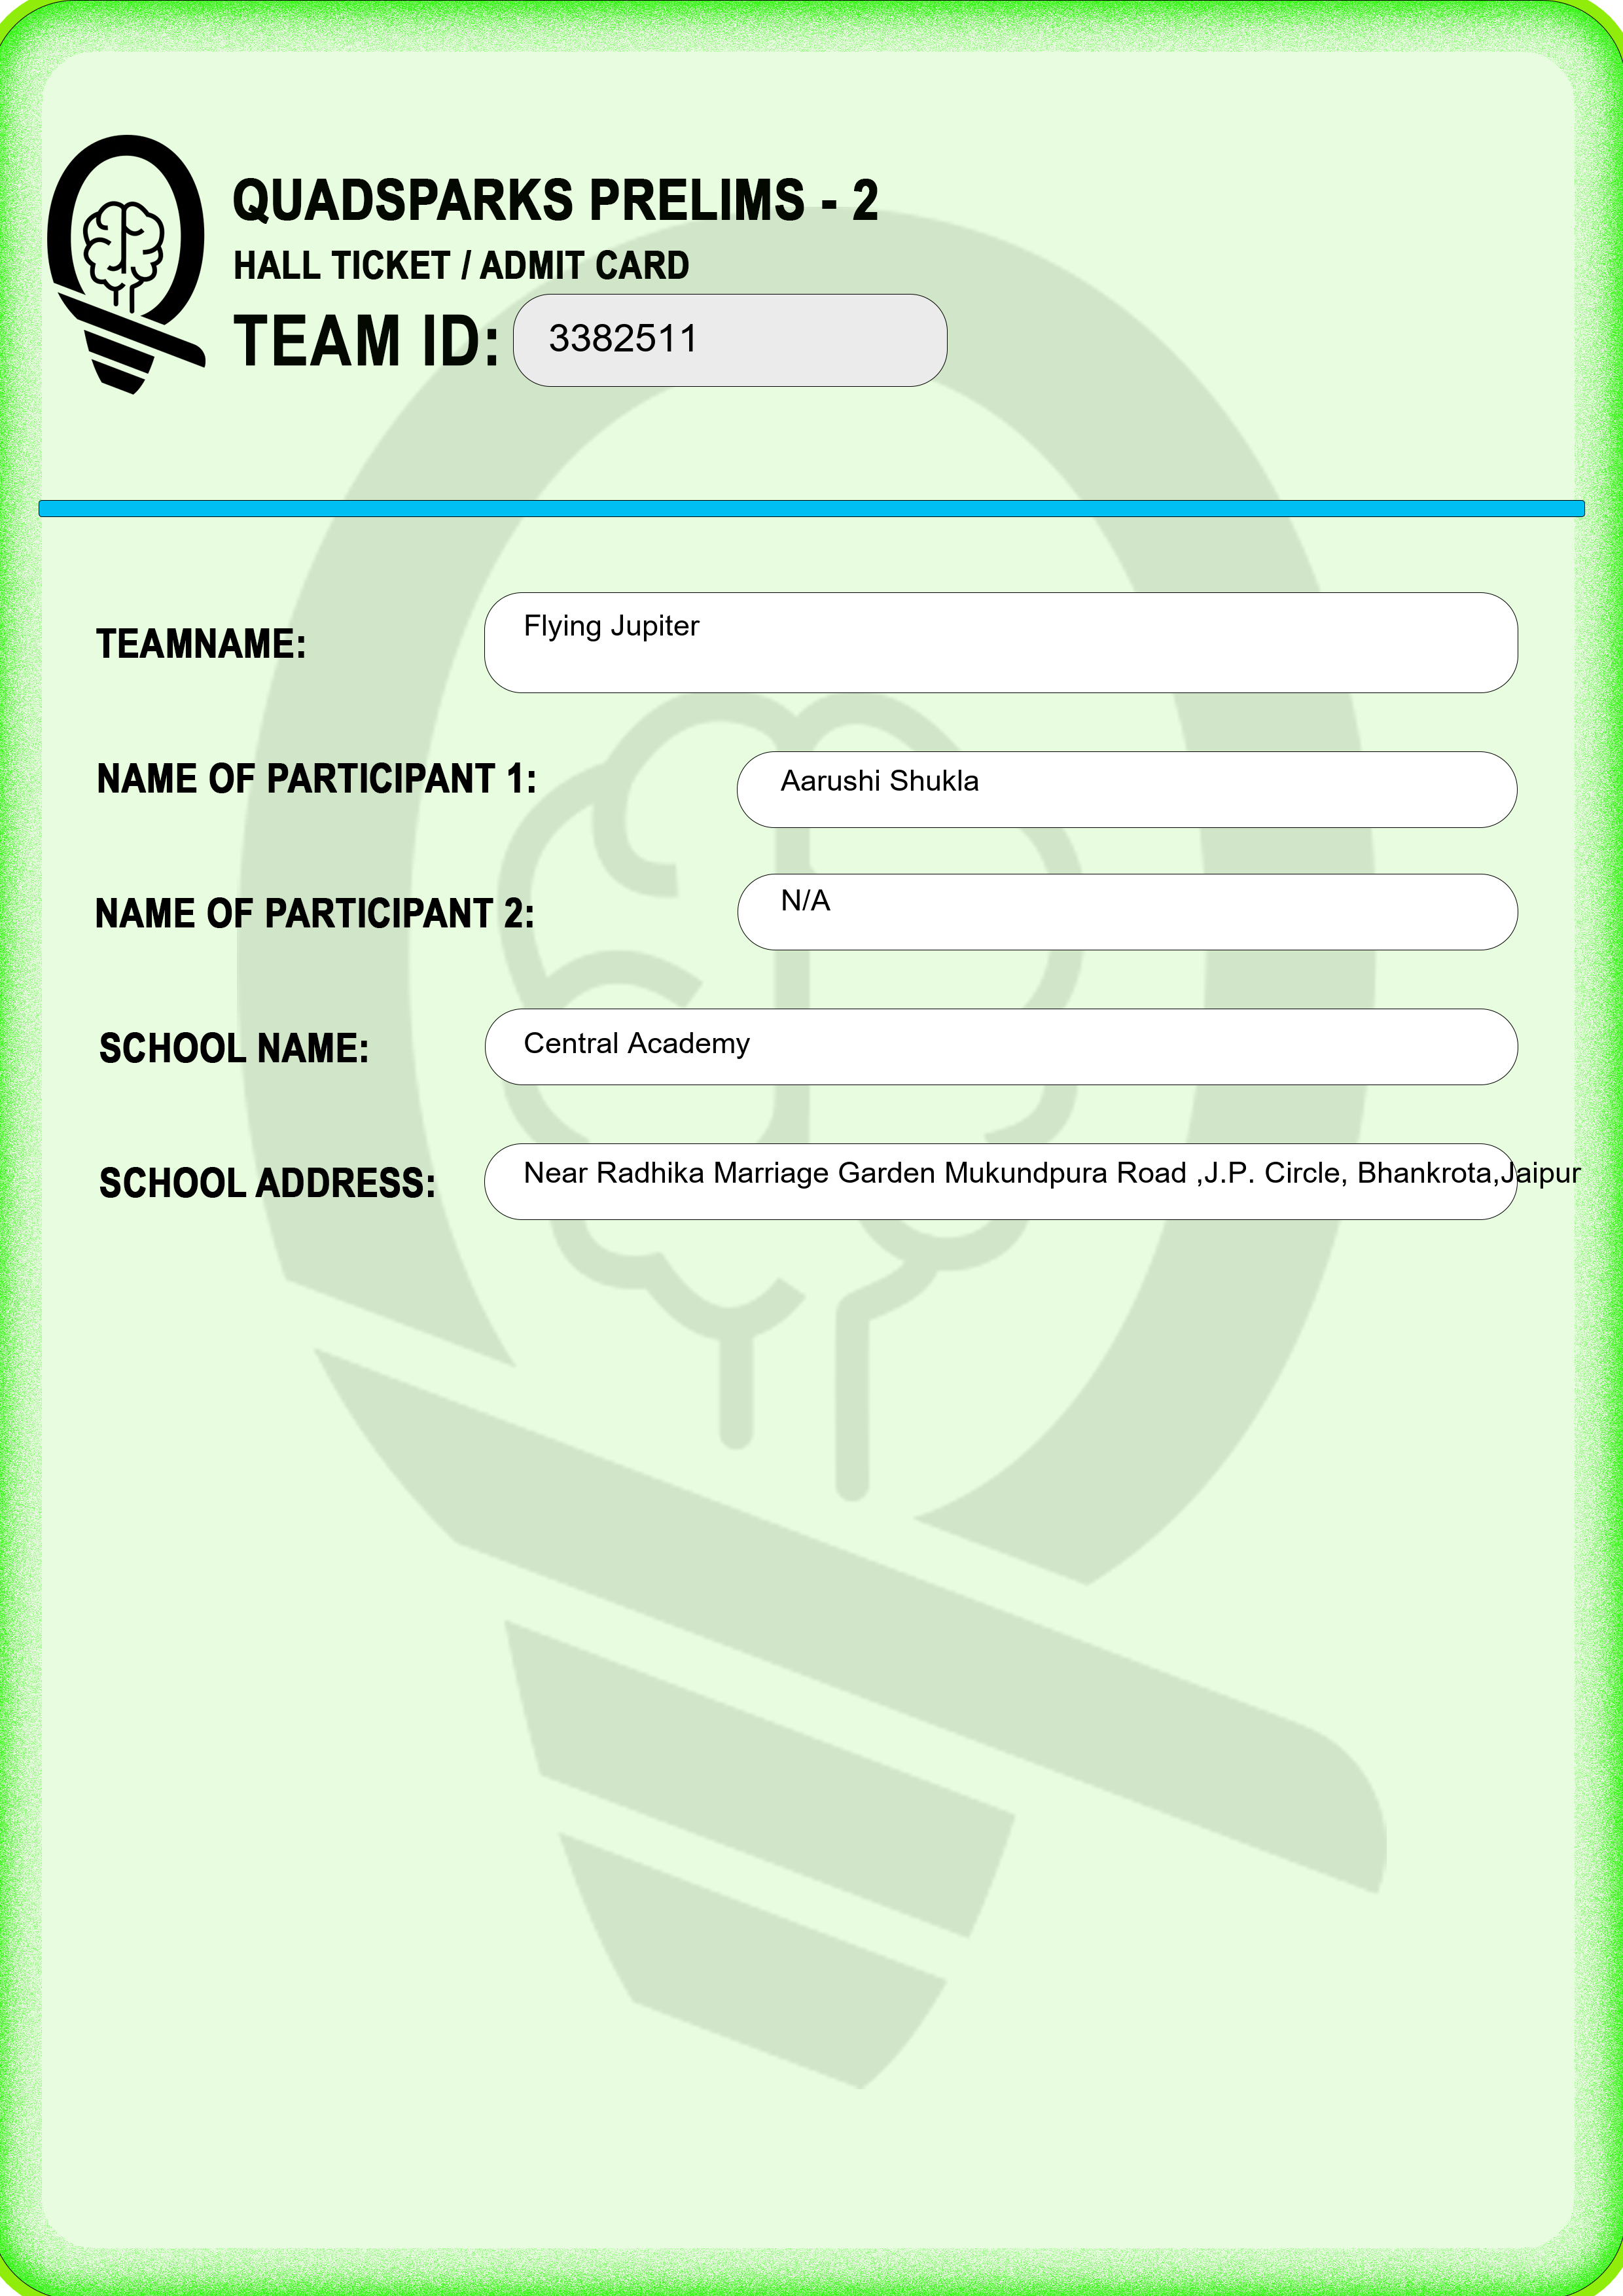 QUADSPARKS PRELIMS - 2
HALL TICKET / ADMIT CARD
TEAM ID: 3382511
TEAMNAME: Flying Jupiter
NAME OF PARTICIPANT 1: Aarushi Shukla
NAME OF PARTICIPANT 2: N/A
SCHOOL NAME: Central Academy
SCHOOL ADDRESS: Near Radhika Marriage Garden Mukundpura Road ,J.P. Circle, Bhankrota,Jaipur